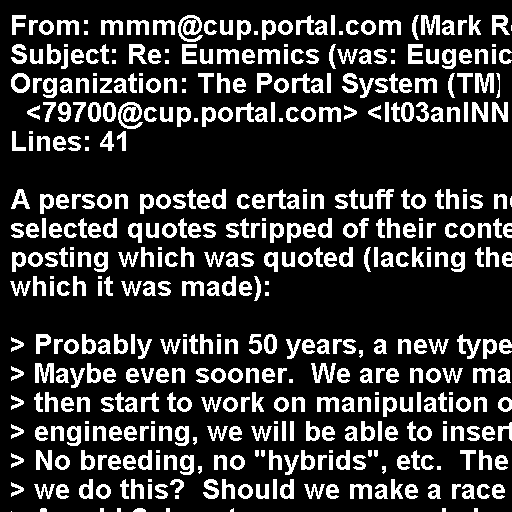 From: mmm@cup.portal.com (Mark
Subject: Re: Eumemics (was: Eugenic
Organization: The Portal System (TM)
<79700@cup.portal.com> <lt03anINN
Lines: 41

A person posted certain stuff to this
selected quotes stripped of their
posting which was quoted (lacking the
which it was made):

> Probably within 50 years, a new type
> Maybe even sooner.  We are now
> then start to work on manipulation
> engineering, we will be able to insert
> No breeding, no "hybrids", etc.  The
> we do this?  Should we make a race